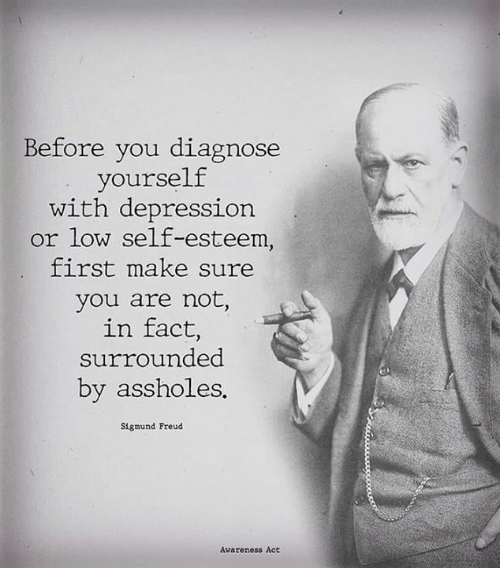 Before you diagnose
yourself
with depression
or low self-esteem,
first make sure
you are not,
in fact,
surrounded
by assholes.
Sigmund Freud
Awareness Act